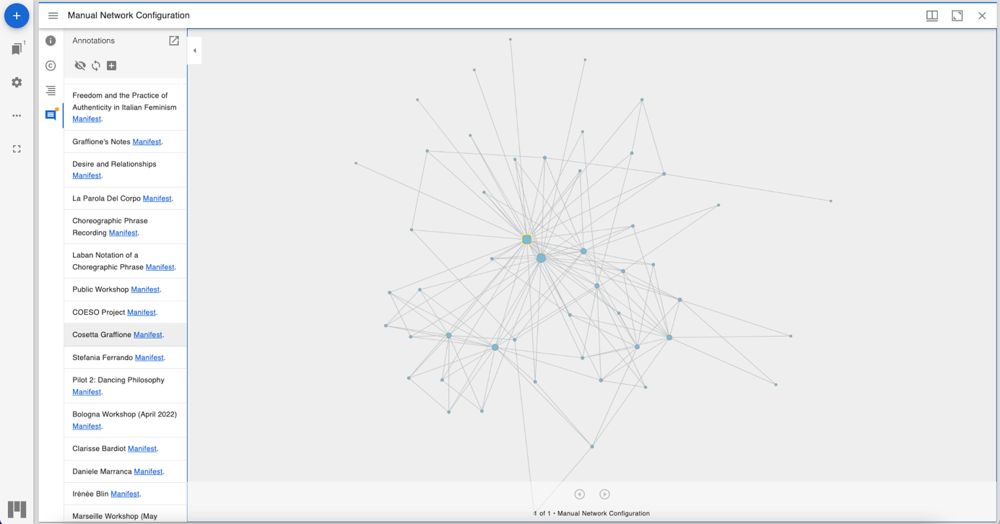 Manual Network Configuration
1
Annotations
Freedom and the Practice of
Authenticity in Italian Feminism
Manifest.
Graffione's Notes Manifest.
Desire and Relationships
Manifest.
La Parola Del Corpo Manifest.
Choreographic Phrase
Recording Manifest.
Laban Notation of a
Choregraphic Phrase Manifest.
Public Workshop Manifest.
COESO Project Manifest.
Cosetta Graffione Manifest.
Stefania Ferrando Manifest.
Pilot 2: Dancing Philosophy
Manifest.
Bologna Workshop (April 2022)
Manifest.
Clarisse Bardiot Manifest.
Daniele Marranca Manifest.
Irénée Blin Manifest.
Marseille Workshop (May
1 of 1 • Manual Network Configuration